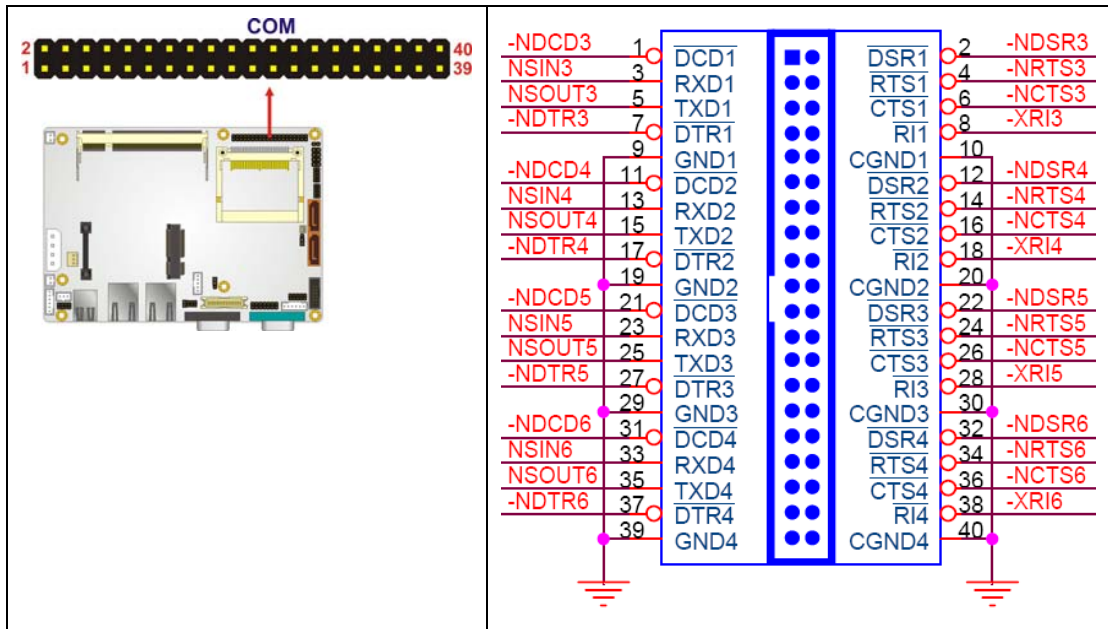 COM
2 40
1 39
-NDCD3 1 DCD1 DSR1 2 -NDSR3
NSIN3 3 RXD1 RTS1 4 -NRTS3
NSOUT3 5 TXD1 CTS1 6 -NCTS3
-NDTR3 7 DTR1 RI1 8 -XRI3
9 GND1 CGND1 10
-NDCD4 11 DCD2 DSR2 12 -NDSR4
NSIN4 13 RXD2 RTS2 14 -NRTS4
NSOUT4 15 TXD2 CTS2 16 -NCTS4
-NDTR4 17 DTR2 RI2 18 -XRI4
19 GND2 CGND2 20
-NDCD5 21 DCD3 DSR3 22 -NDSR5
NSIN5 23 RXD3 RTS3 24 -NRTS5
NSOUT5 25 TXD3 CTS3 26 -NCTS5
-NDTR5 27 DTR3 RI3 28 -XRI5
29 GND3 CGND3 30
-NDCD6 31 DCD4 DSR4 32 -NDSR6
NSIN6 33 RXD4 RTS4 34 -NRTS6
NSOUT6 35 TXD4 CTS4 36 -NCTS6
-NDTR6 37 DTR4 RI4 38 -XRI6
39 GND4 CGND4 40